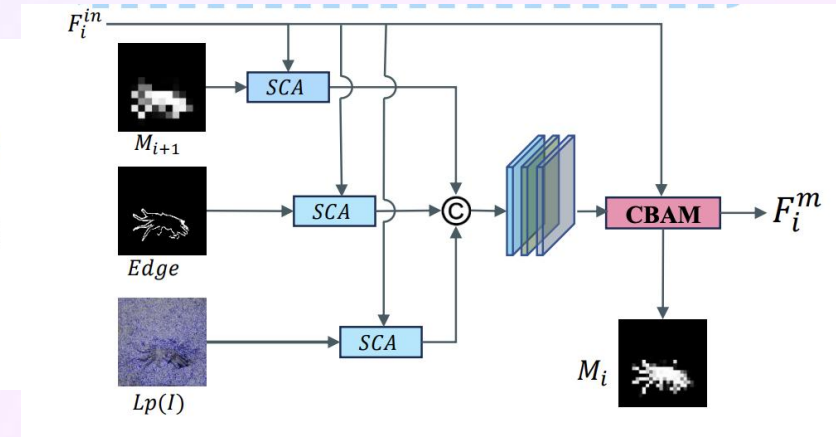 F_i^{in}
SCA
M_{i+1}
SCA
Edge
C
CBAM
F_i^m
SCA
Lp(I)
M_i